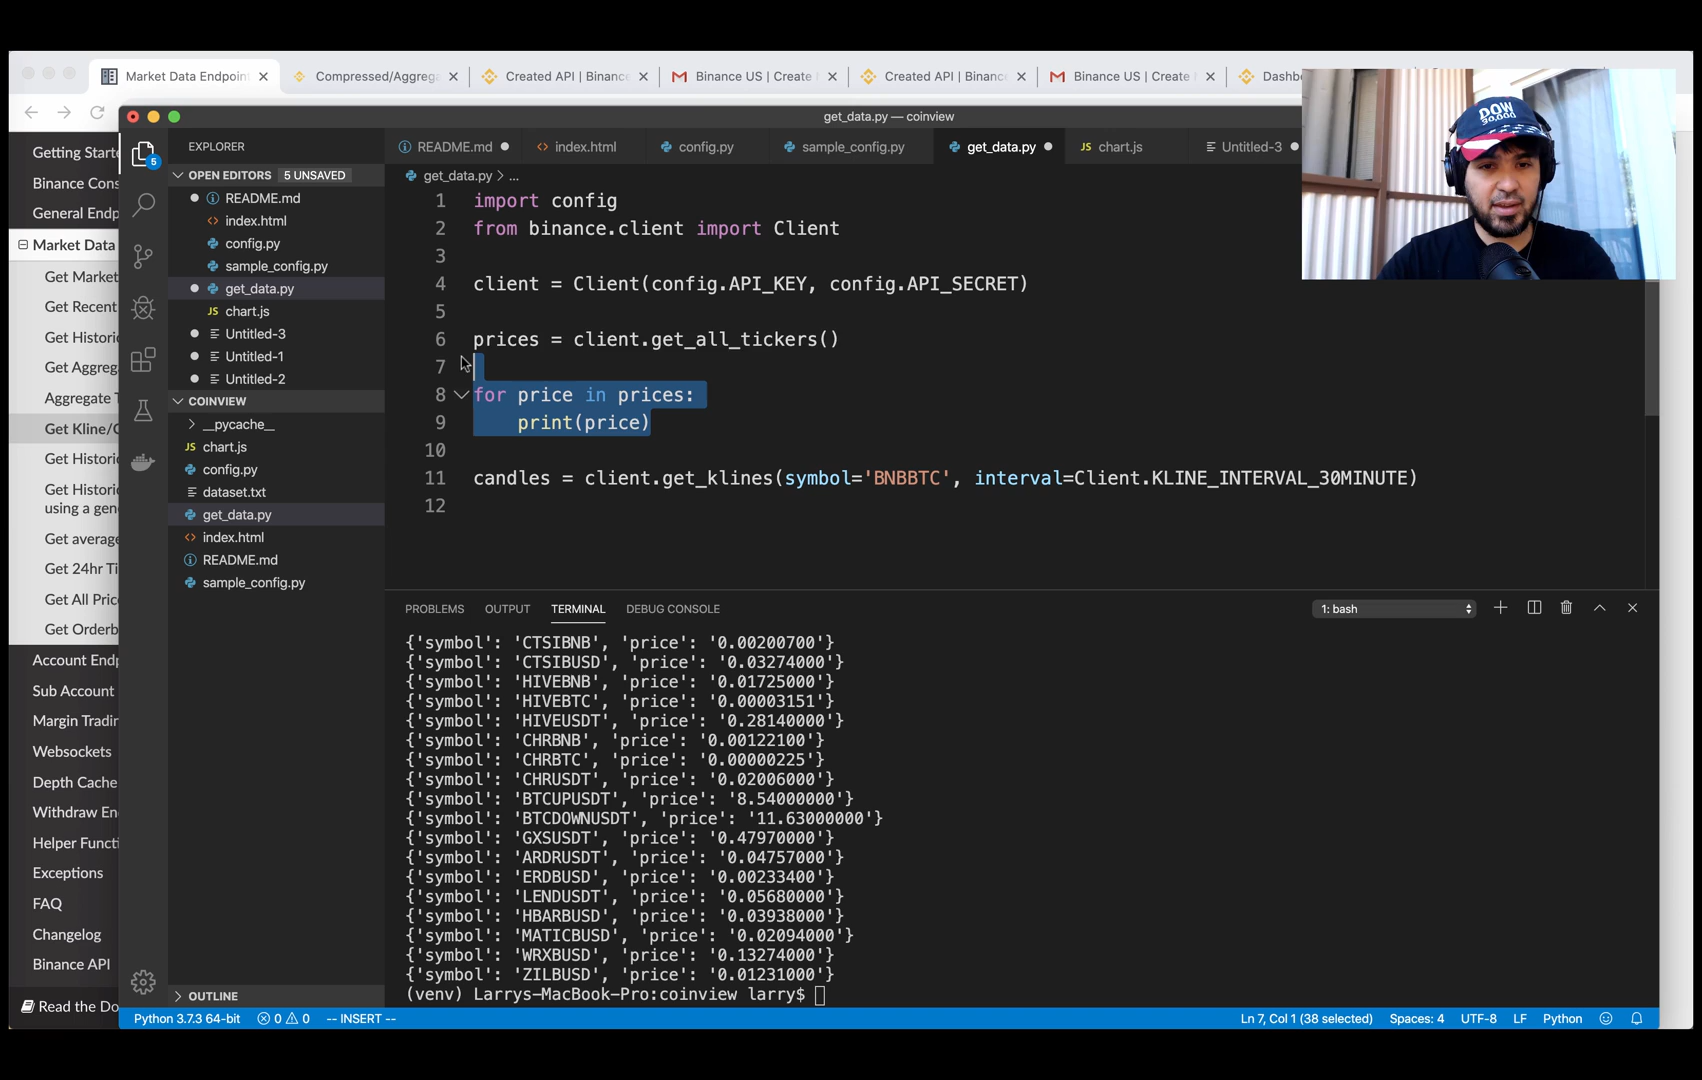 Market Data Endpoin
Compressed/Aggreg
Created API | Binanc
Binance US | Create
Created API | Binanc
Binance US | Create
Dashb
get_data.py — coinview
DOW
30,000
Getting Starte
Binance Cons
General Endp
Market Data
Get Market
Get Recent
Get Historic
Get Aggreg
Aggregate T
Get Kline/C
Get Historic
Get Historic
using a gene
Get average
Get 24hr Ti
Get All Price
Get Orderb
Account Endp
Sub Account
Margin Tradin
Websockets
Depth Cache
Withdraw En
Helper Functi
Exceptions
FAQ
Changelog
Binance API
Read the Do
5
EXPLORER
OPEN EDITORS 5 UNSAVED
README.md
index.html
config.py
sample_config.py
get_data.py
chart.js
Untitled-3
Untitled-1
Untitled-2
COINVIEW
__pycache__
chart.js
config.py
dataset.txt
get_data.py
index.html
README.md
sample_config.py
OUTLINE
README.md
index.html
config.py
sample_config.py
get_data.py
chart.js
Untitled-3
get_data.py > ...
1 import config
2 from binance.client import Client
3
4 client = Client(config.API_KEY, config.API_SECRET)
5
6 prices = client.get_all_tickers()
7
8 for price in prices:
9 print(price)
10
11 candles = client.get_klines(symbol='BNBBTC', interval=Client.KLINE_INTERVAL_30MINUTE)
12
PROBLEMS OUTPUT TERMINAL DEBUG CONSOLE 1: bash
{'symbol': 'CTSIBNB', 'price': '0.00200700'}
{'symbol': 'CTSIBUSD', 'price': '0.03274000'}
{'symbol': 'HIVEBNB', 'price': '0.01725000'}
{'symbol': 'HIVEBTC', 'price': '0.00003151'}
{'symbol': 'HIVEUSDT', 'price': '0.28140000'}
{'symbol': 'CHRBNB', 'price': '0.00122100'}
{'symbol': 'CHRBTC', 'price': '0.00000225'}
{'symbol': 'CHRUSDT', 'price': '0.02006000'}
{'symbol': 'BTCUPUSDT', 'price': '8.54000000'}
{'symbol': 'BTCDOWNUSDT', 'price': '11.63000000'}
{'symbol': 'GXSUSDT', 'price': '0.47970000'}
{'symbol': 'ARDRUSDT', 'price': '0.04757000'}
{'symbol': 'ERDBUSD', 'price': '0.00233400'}
{'symbol': 'LENDUSDT', 'price': '0.05680000'}
{'symbol': 'HBARBUSD', 'price': '0.03938000'}
{'symbol': 'MATICBUSD', 'price': '0.02094000'}
{'symbol': 'WRXBUSD', 'price': '0.13274000'}
{'symbol': 'ZILBUSD', 'price': '0.01231000'}
(venv) Larrys-MacBook-Pro:coinview larry$
Python 3.7.3 64-bit 0 0 -- INSERT -- Ln 7, Col 1 (38 selected) Spaces: 4 UTF-8 LF Python